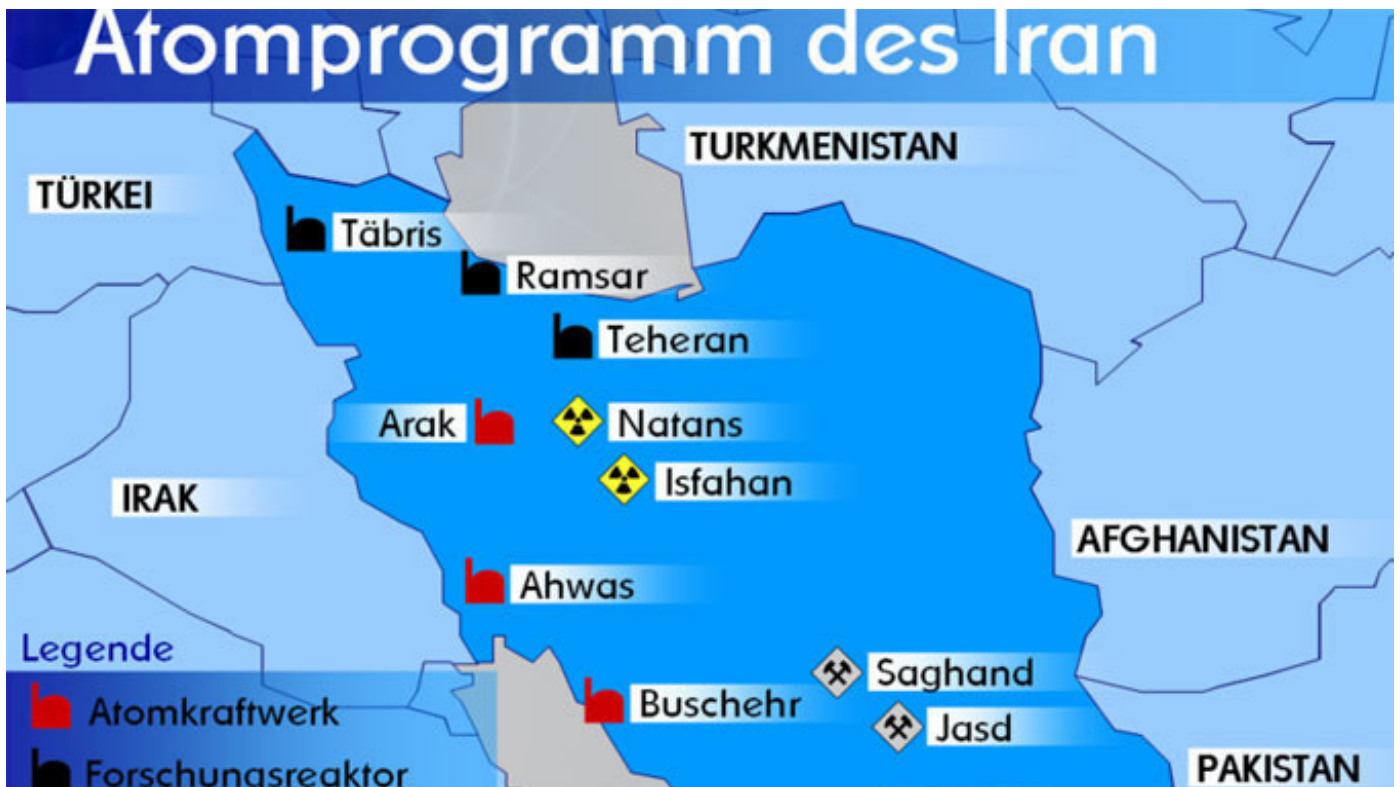 Atomprogramm des Iran
TURKMENISTAN
TÜRKEI
Täbris
Ramsar
Teheran
Arak
Natans
Isfahan
IRAK
AFGHANISTAN
Ahwas
Legende
Saghand
Atomkraftwerk
Buschehr
Jasd
PAKISTAN
Forschungsreaktor